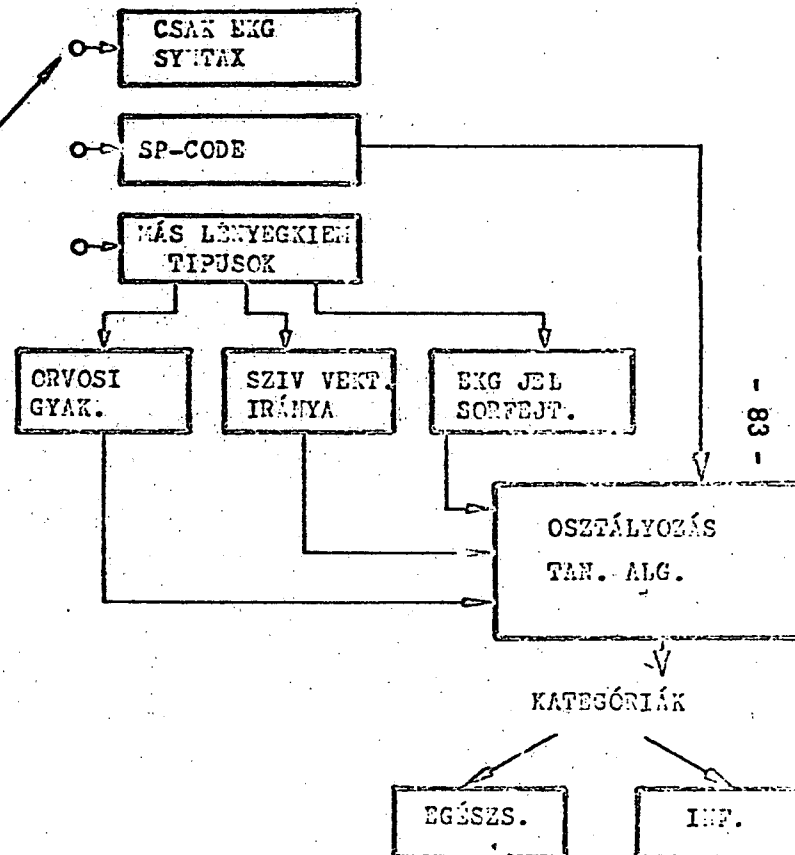 CSAK EKG
SYNTAX
SP-CODE
MÁS LÉNYEGKIEM
TIPUSOK
ORVOSI
GYAK.
SZIV VEKT.
IRÁNYA
EKG JEL
SORFEJT.
- 83 -
OSZTÁLYOZÁS
TAN. ALG.
KATEGÓRIÁK
EGÉSZS.
INF.